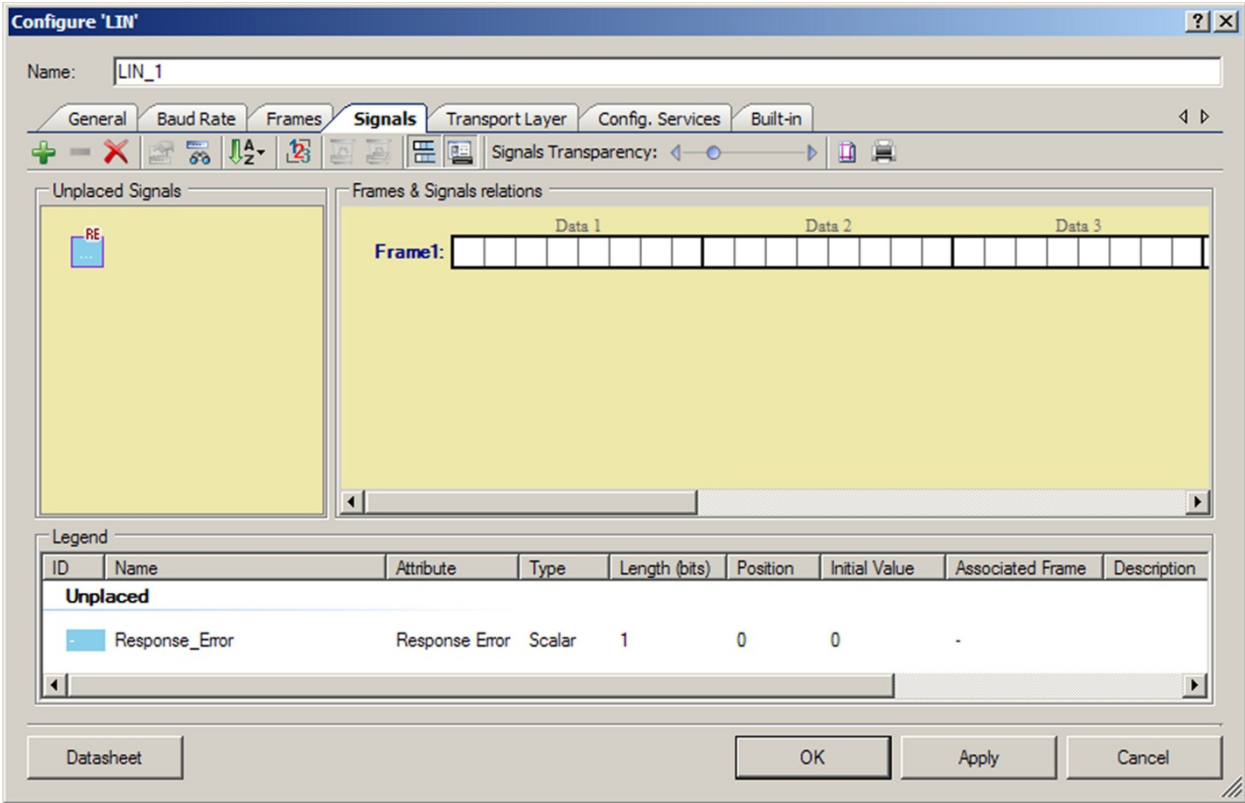 Configure 'LIN'
Name: LIN_1
General Baud Rate Frames Signals Transport Layer Config. Services Built-in
Signals Transparency:
Unplaced Signals
Frames & Signals relations
RE
...
Data 1 Data 2 Data 3
Frame1:
Legend
ID Name Attribute Type Length (bits) Position Initial Value Associated Frame Description
Unplaced
- Response_Error Response Error Scalar 1 0 0 -
Datasheet OK Apply Cancel